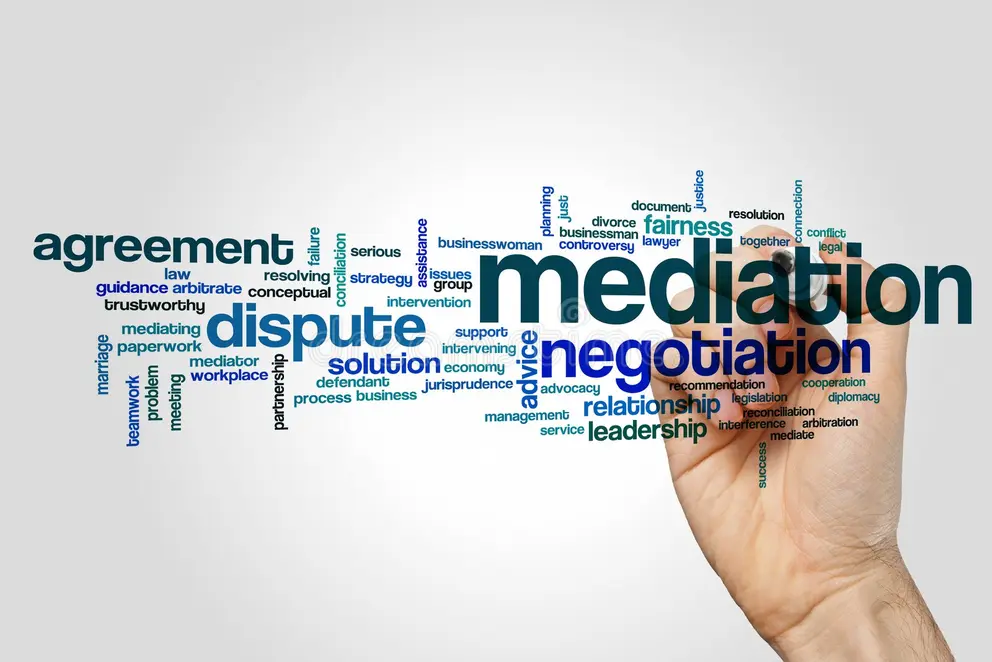 agreement
failure
conciliation
serious
assistance
businesswoman
planning
just
document
justice
divorce
fairness
resolution
connection
businessman
controversy
lawyer
together
conflict
legal
law
resolving
strategy
issues
group
mediation
guidance
arbitrate
conceptual
intervention
trustworthy
mediating
dispute
support
negotiation
paperwork
intervening
advice
marriage
mediator
solution
economy
workplace
partnership
defendant
jurisprudence
process
business
teamwork
problem
meeting
advocacy
recommendation
cooperation
relationship
legislation
diplomacy
management
reconciliation
service
leadership
interference
arbitration
mediate
success